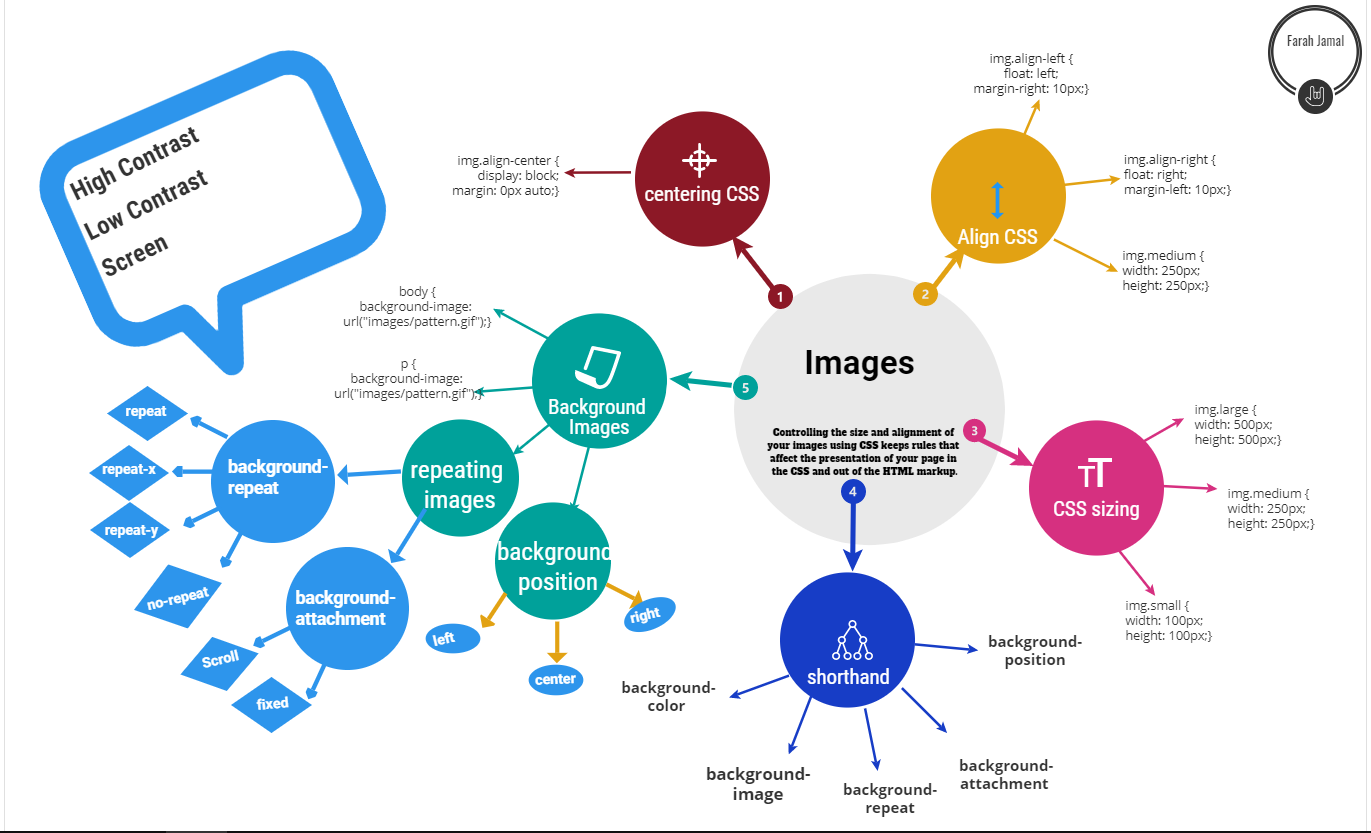 Farah Jamal
High Contrast
Low Contrast
Screen
Images
Controlling the size and alignment of
your images using CSS keeps rules that
affect the presentation of your page in
the CSS and out of the HTML markup.
1
centering CSS
img.align-center {
display: block;
margin: 0px auto;}
2
Align CSS
img.align-left {
float: left;
margin-right: 10px;}
img.align-right {
float: right;
margin-left: 10px;}
img.medium {
width: 250px;
height: 250px;}
3
CSS sizing
img.large {
width: 500px;
height: 500px;}
img.medium {
width: 250px;
height: 250px;}
img.small {
width: 100px;
height: 100px;}
4
shorthand
background-
position
background-
attachment
background-
repeat
background-
image
background-
color
5
Background
Images
body {
background-image:
url("images/pattern.gif");}
p {
background-image:
url("images/pattern.gif");}
repeating
images
background-
repeat
repeat
repeat-x
repeat-y
no-repeat
background-
attachment
Scroll
fixed
background
position
left
center
right